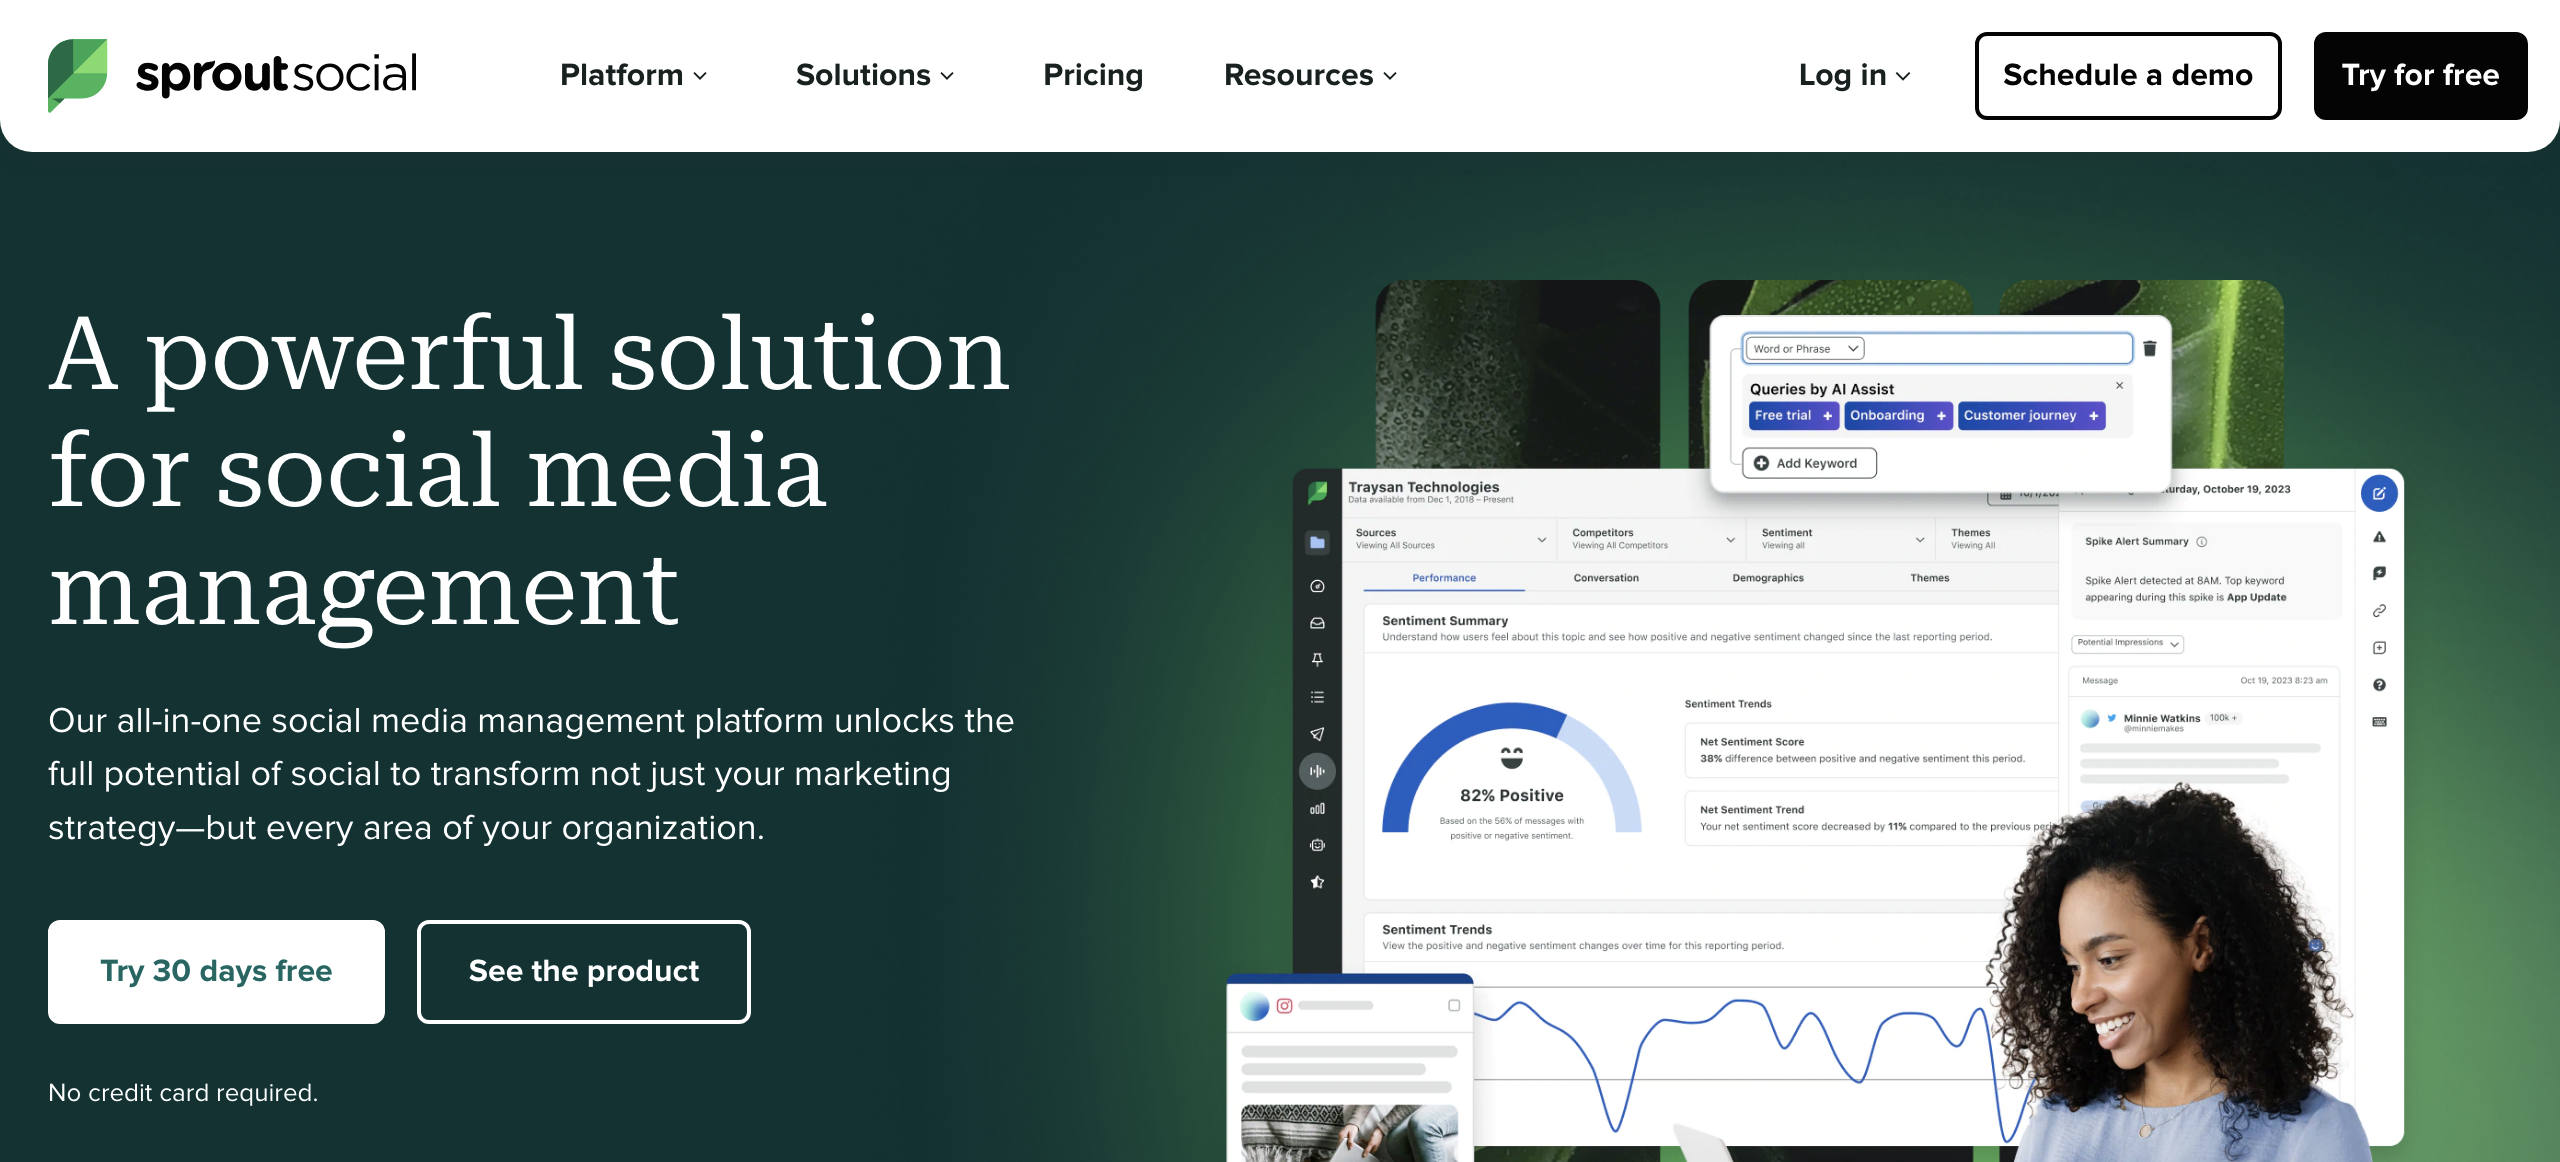 sproutsocial
Platform
Solutions
Pricing
Resources
Log in
Schedule a demo
Try for free
A powerful solution
for social media
management
Our all-in-one social media management platform unlocks the
full potential of social to transform not just your marketing
strategy—but every area of your organization.
Try 30 days free
See the product
No credit card required.
Word or Phrase
Queries by AI Assist
Free trial +
Onboarding +
Customer journey +
Add Keyword
Traysan Technologies
Data available from Dec 1, 2018 – Present
Sources
Viewing All Sources
Competitors
Viewing All Competitors
Sentiment
Viewing all
Themes
Viewing All
Performance
Conversation
Demographics
Themes
Sentiment Summary
Understand how users feel about this topic and see how positive and negative sentiment changed since the last reporting period.
82% Positive
Based on the 56% of messages with
positive or negative sentiment.
Sentiment Trends
Net Sentiment Score
38% difference between positive and negative sentiment this period.
Net Sentiment Trend
Your net sentiment score decreased by 11% compared to the previous
Sentiment Trends
View the positive and negative sentiment changes over time for this reporting period.
October 19, 2023
Spike Alert Summary
Spike Alert detected at 8AM. Top keyword
appearing during this spike is App Update
Potential Impressions
Message
Oct 19, 2023 8:23 am
Minnie Watkins 100k +
@minniemakes